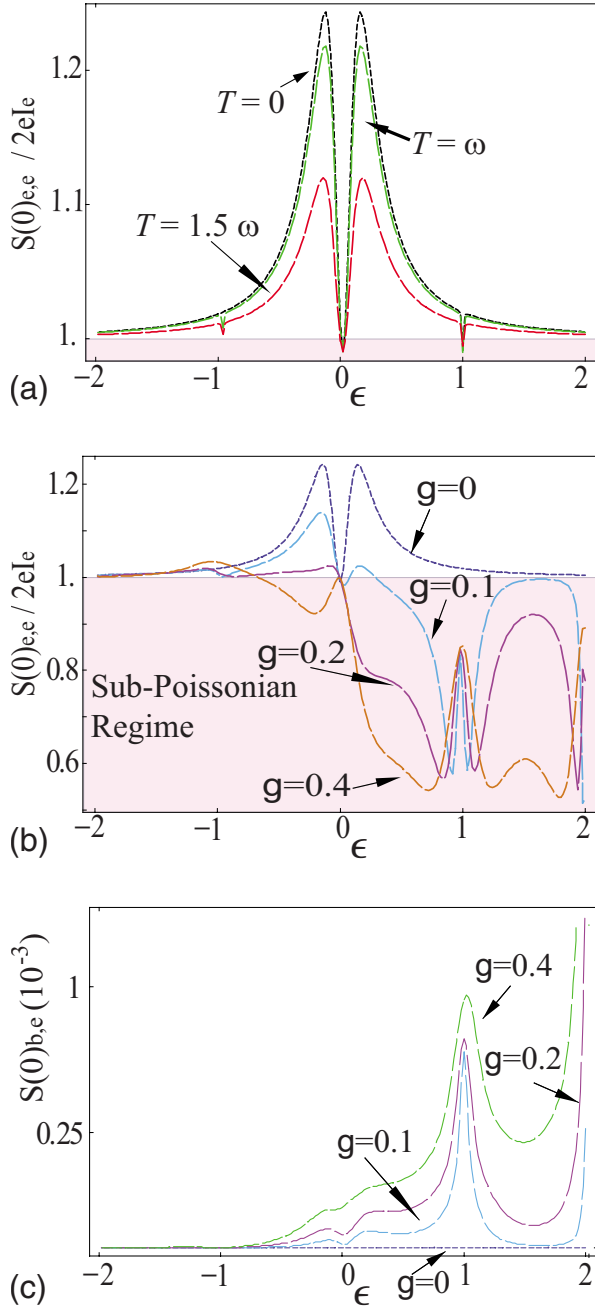 S(0)e,e / 2eIe
1.2
1.1
1.
T = 0
T = ω
T = 1.5 ω
−2
−1
0
1
2
ϵ
(a)
S(0)e,e / 2eIe
1.2
1.
0.8
0.6
g=0
g=0.1
g=0.2
g=0.4
Sub-Poissonian
Regime
−2
−1
0
1
2
ϵ
(b)
S(0)b,e (10⁻³)
1
0.25
g=0.4
g=0.2
g=0.1
g=0
−2
−1
0
1
2
ϵ
(c)